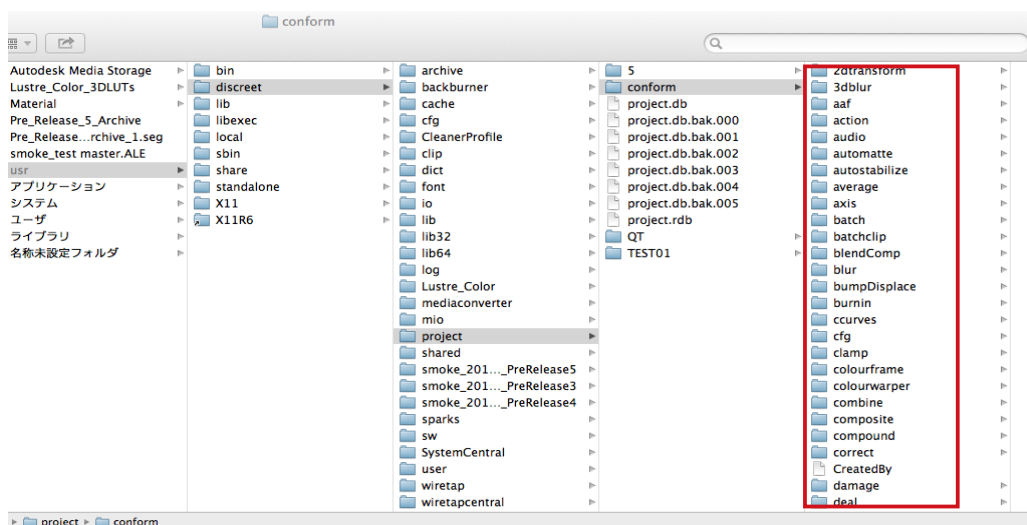 conform
Autodesk Media Storage
Lustre_Color_3DLUTs
Material
Pre_Release_5_Archive
Pre_Release...rchive_1.seg
smoke_test master.ALE
usr
アプリケーション
システム
ユーザ
ライブラリ
名称未設定フォルダ
bin
discreet
lib
libexec
local
sbin
share
standalone
X11
X11R6
archive
backburner
cache
cfg
CleanerProfile
clip
dict
font
io
lib
lib32
lib64
log
Lustre_Color
mediaconverter
mio
project
shared
smoke_201..._PreRelease5
smoke_201..._PreRelease3
smoke_201..._PreRelease4
sparks
sw
SystemCentral
user
wiretap
wiretapcentral
5
conform
project.db
project.db.bak.000
project.db.bak.001
project.db.bak.002
project.db.bak.003
project.db.bak.004
project.db.bak.005
project.rdb
QT
TEST01
2dtransform
3dblur
aaf
action
audio
automatte
autostabilize
average
axis
batch
batchclip
blendComp
blur
bumpDisplace
burnin
ccurves
cfg
clamp
colourframe
colourwarper
combine
composite
compound
correct
CreatedBy
damage
deal
project conform